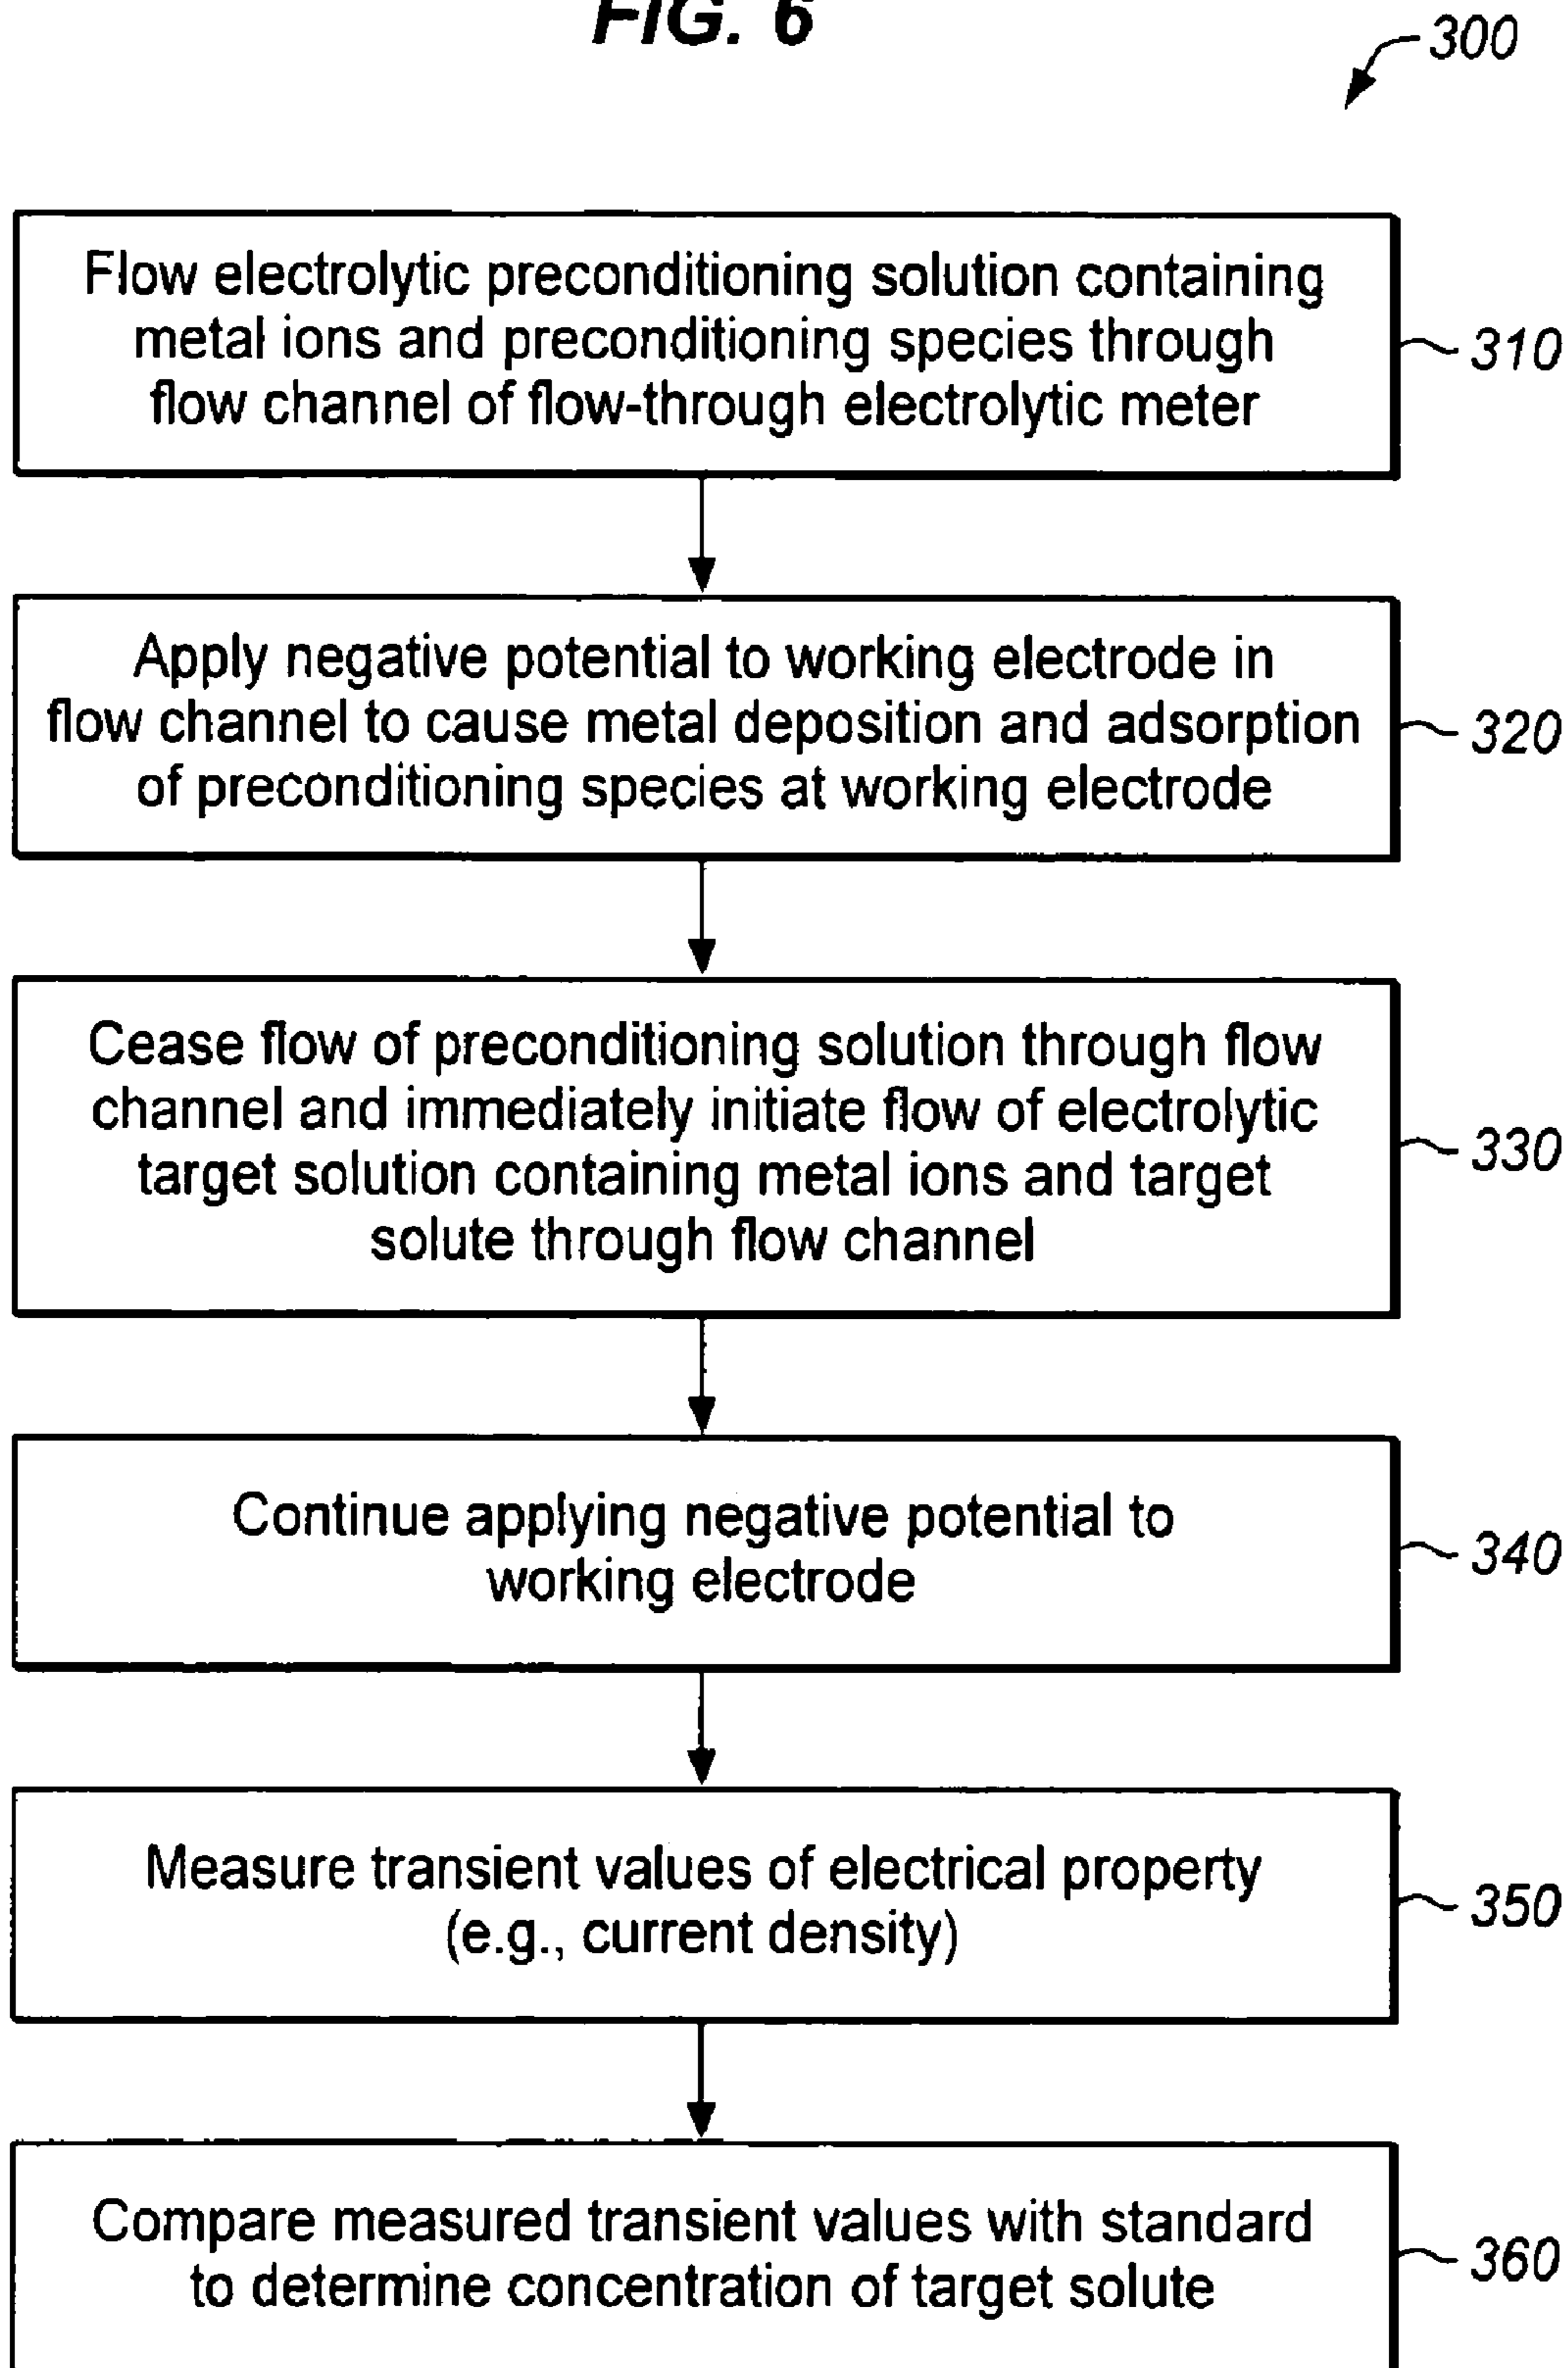 FIG. 6
300
Flow electrolytic preconditioning solution containing
metal ions and preconditioning species through
flow channel of flow-through electrolytic meter
310
Apply negative potential to working electrode in
flow channel to cause metal deposition and adsorption
of preconditioning species at working electrode
320
Cease flow of preconditioning solution through flow
channel and immediately initiate flow of electrolytic
target solution containing metal ions and target
solute through flow channel
330
Continue applying negative potential to
working electrode
340
Measure transient values of electrical property
(e.g., current density)
350
Compare measured transient values with standard
to determine concentration of target solute
360